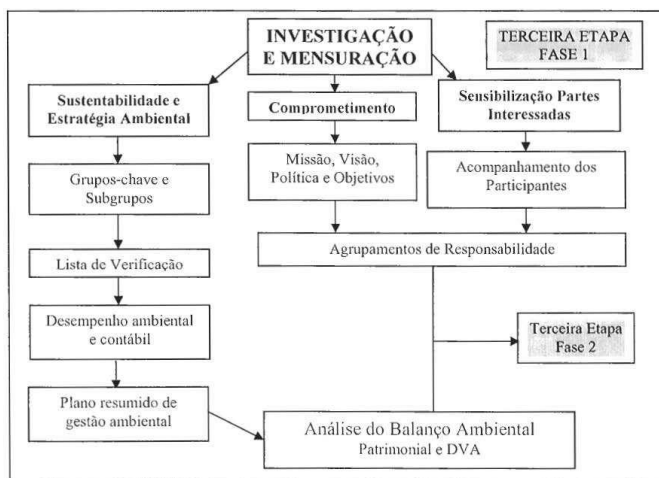 INVESTIGAÇÃO
E MENSURAÇÃO
TERCEIRA ETAPA
FASE 1
Sustentabilidade e
Estratégia Ambiental
Comprometimento
Sensibilização Partes
Interessadas
Grupos-chave e
Subgrupos
Missão, Visão,
Política e Objetivos
Acompanhamento dos
Participantes
Lista de Verificação
Agrupamentos de Responsabilidade
Desempenho ambiental
e contábil
Terceira Etapa
Fase 2
Plano resumido de
gestão ambiental
Análise do Balanço Ambiental
Patrimonial e DVA